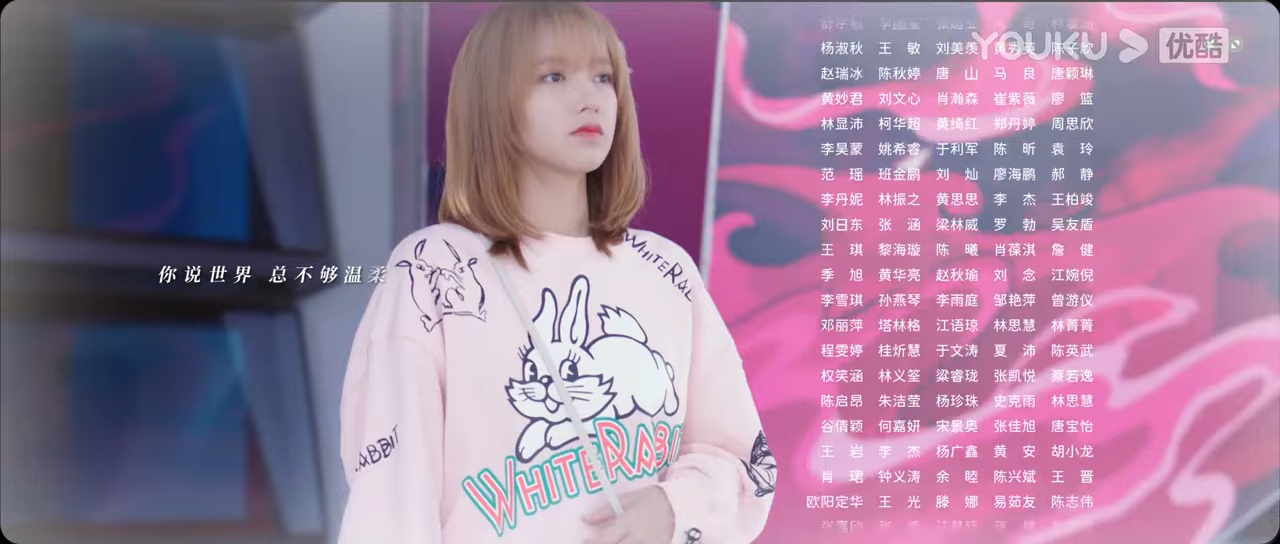 YOUKU 优酷
杨淑秋 王 敏 刘美羡 黄秀英 陈子欣
赵瑞冰 陈秋婷 唐 山 马 良 唐颖琳
黄妙君 刘文心 肖瀚森 崔紫薇 廖 篮
林显沛 柯华超 黄绮红 郑丹婷 周思欣
李昊蒙 姚希睿 于利军 陈 昕 袁 玲
范 瑶 班金鹏 刘 灿 廖海鹏 郝 静
李丹妮 林振之 黄思思 李 杰 王柏竣
刘日东 张 涵 梁林威 罗 勃 吴友盾
王 琪 黎海璇 陈 曦 肖葆淇 詹 健
你说世界 总不够温柔
季 旭 黄华亮 赵秋瑜 刘 念 江婉倪
李雪琪 孙燕琴 李雨庭 邹艳萍 曾游仪
邓丽萍 塔林格 江语琼 林思慧 林菁菁
程雯婷 桂炘慧 于文涛 夏 沛 陈英武
权笑涵 林义筌 梁睿珑 张凯悦 蔡若逸
陈启昂 朱洁莹 杨珍珠 史克雨 林思慧
谷倩颖 何嘉妍 宋景奥 张佳旭 唐宝怡
王 岩 李 杰 杨广鑫 黄 安 胡小龙
肖 珺 钟义涛 余 睦 陈兴斌 王 晋
欧阳定华 王 光 滕 娜 易茹友 陈志伟
WHITE RABBIT
RABBIT